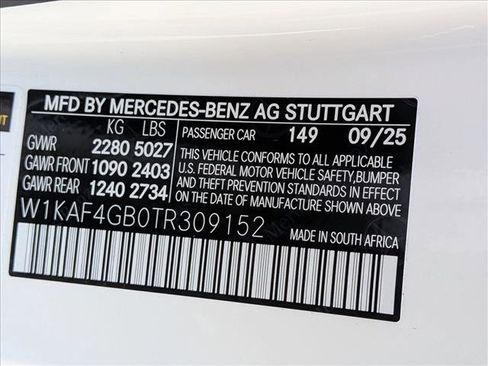 MFD BY MERCEDES-BENZ AG STUTTGART
KG LBS
GVWR 2280 5027
GAWR FRONT 1090 2403
GAWR REAR 1240 2734
PASSENGER CAR 149 09/25
THIS VEHICLE CONFORMS TO ALL APPLICABLE
U.S. FEDERAL MOTOR VEHICLE SAFETY, BUMPER
AND THEFT PREVENTION STANDARDS IN
EFFECT ON THE DATE OF MANUFACTURE
SHOWN ABOVE.
W1KAF4GB0TR309152
MADE IN SOUTH AFRICA